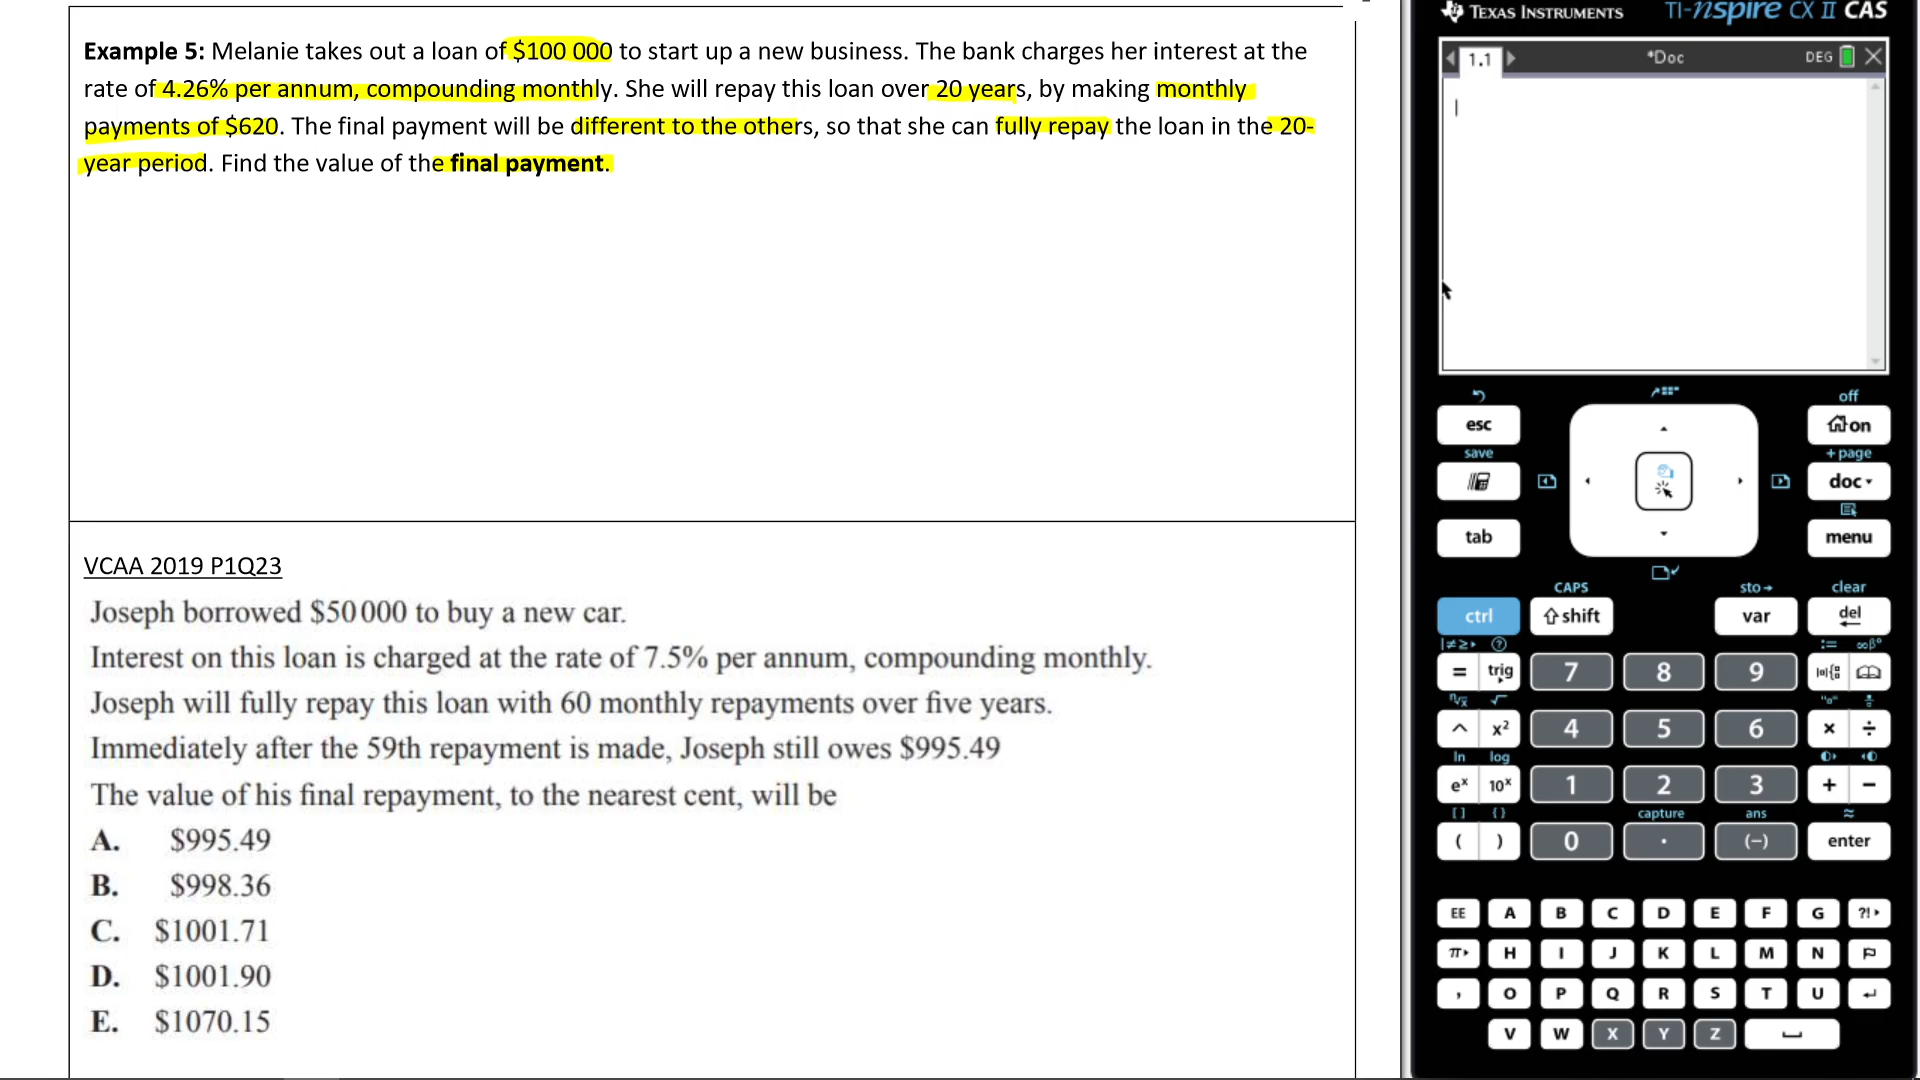 Example 5: Melanie takes out a loan of $100 000 to start up a new business. The bank charges her interest at the
rate of 4.26% per annum, compounding monthly. She will repay this loan over 20 years, by making monthly
payments of $620. The final payment will be different to the others, so that she can fully repay the loan in the 20-
year period. Find the value of the final payment.
VCAA 2019 P1Q23
Joseph borrowed $50 000 to buy a new car.
Interest on this loan is charged at the rate of 7.5% per annum, compounding monthly.
Joseph will fully repay this loan with 60 monthly repayments over five years.
Immediately after the 59th repayment is made, Joseph still owes $995.49
The value of his final repayment, to the nearest cent, will be
A. $995.49
B. $998.36
C. $1001.71
D. $1001.90
E. $1070.15
TEXAS INSTRUMENTS TI-nspire CX II CAS
1.1 *Doc DEG
off
esc on
save +page
doc
tab menu
CAPS sto→ clear
ctrl shift var del
= trig 7 8 9
^ x² 4 5 6 × ÷
ln log
eˣ 10ˣ 1 2 3 + −
[ ] { } capture ans ≈
( ) 0 . (−) enter
EE A B C D E F G ?!
π H I J K L M N
, O P Q R S T U
V W X Y Z